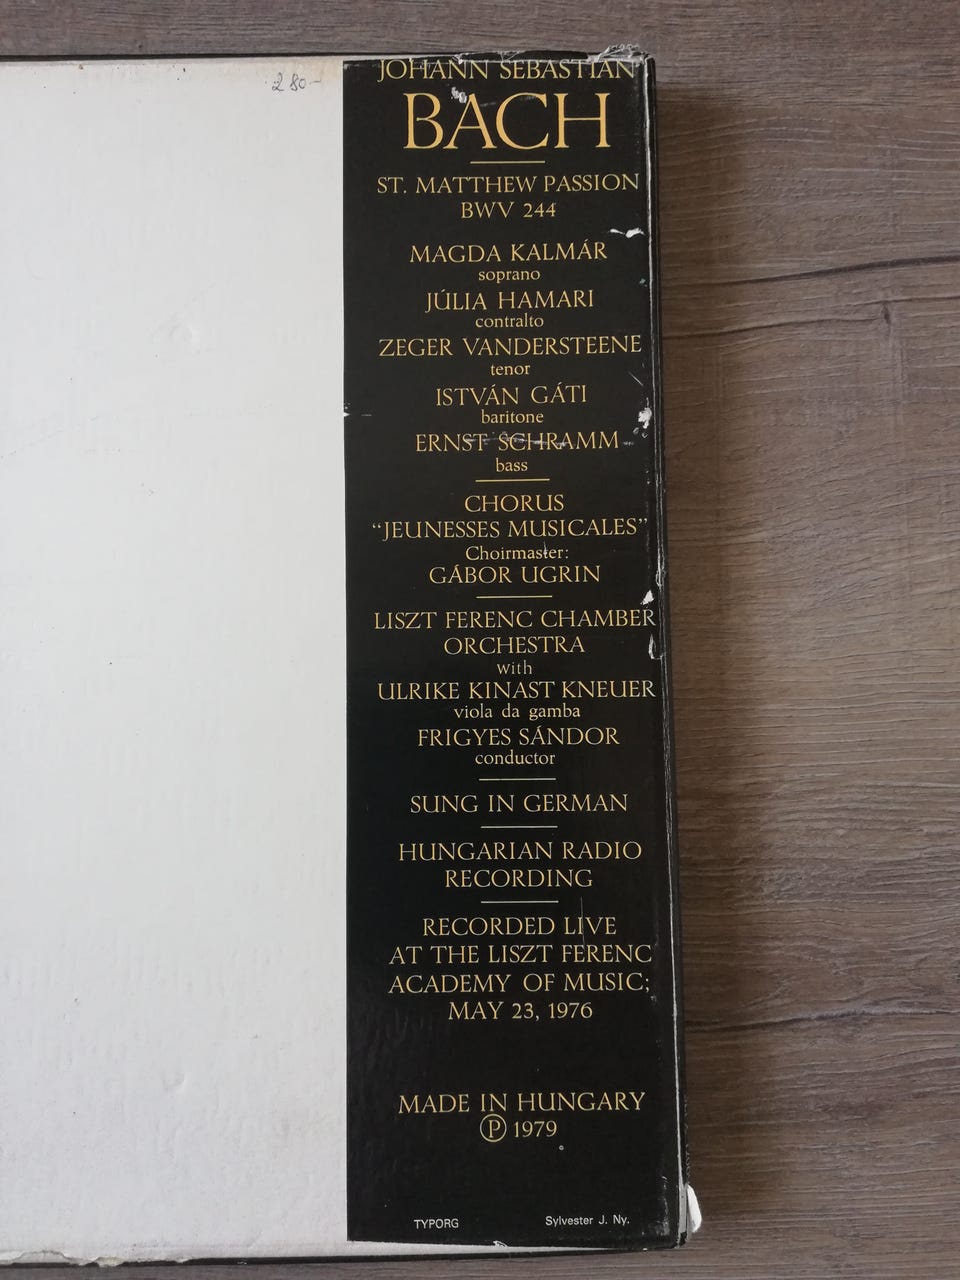 280-
JOHANN SEBASTIAN
BACH
ST. MATTHEW PASSION
BWV 244
MAGDA KALMÁR
soprano
JÚLIA HAMARI
contralto
ZEGER VANDERSTEENE
tenor
ISTVÁN GÁTI
baritone
ERNST SCHRAMM
bass
CHORUS
“JEUNESSES MUSICALES”
Choirmaster:
GÁBOR UGRIN
LISZT FERENC CHAMBER
ORCHESTRA
with
ULRIKE KINAST KNEUER
viola da gamba
FRIGYES SÁNDOR
conductor
SUNG IN GERMAN
HUNGARIAN RADIO
RECORDING
RECORDED LIVE
AT THE LISZT FERENC
ACADEMY OF MUSIC;
MAY 23, 1976
MADE IN HUNGARY
Ⓟ 1979
TYPORG Sylvester J. Ny.